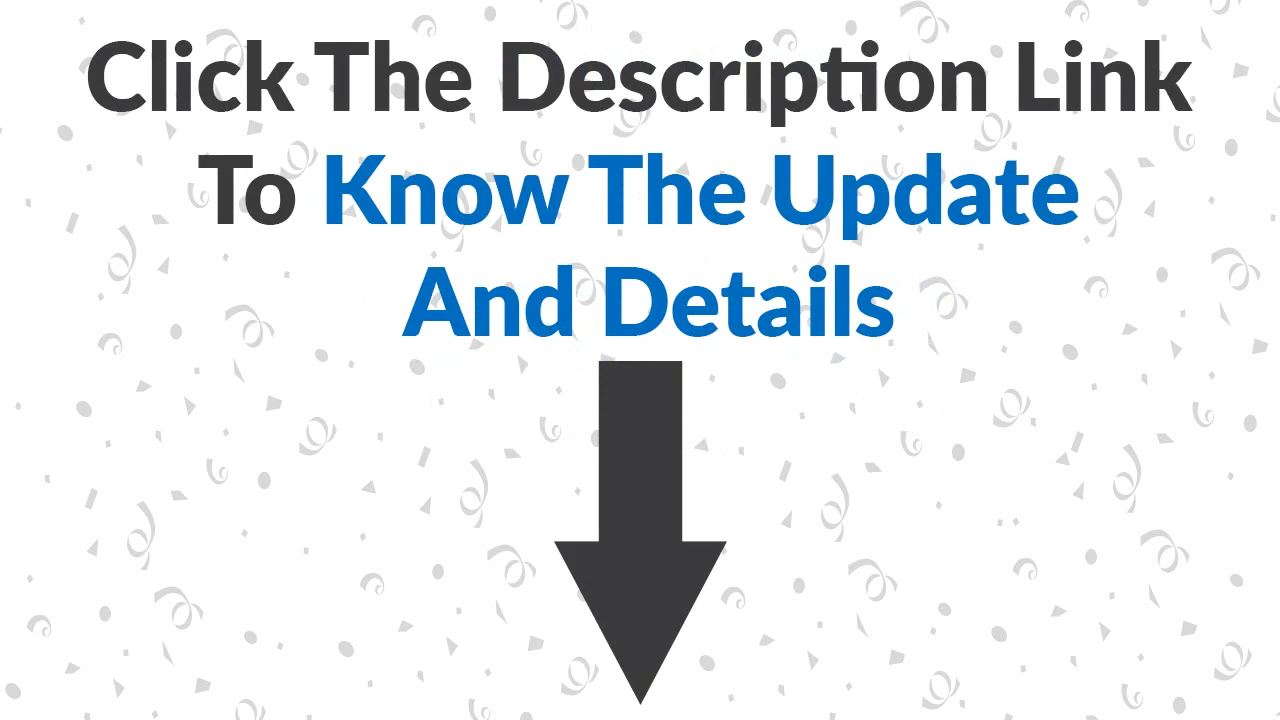 Click The Description Link
To Know The Update
And Details